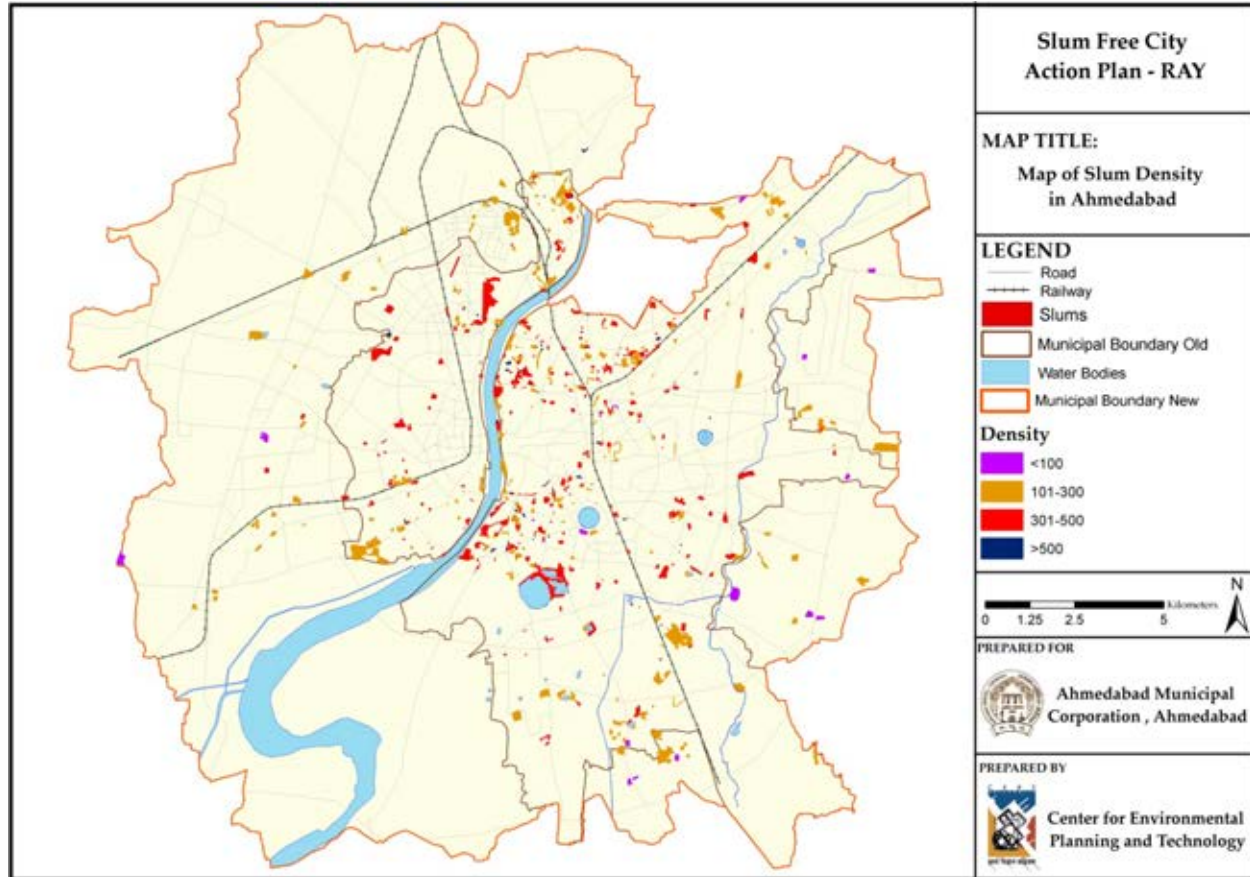 Slum Free City
Action Plan - RAY
MAP TITLE:
Map of Slum Density
in Ahmedabad
LEGEND
Road
Railway
Slums
Municipal Boundary Old
Water Bodies
Municipal Boundary New
Density
<100
101-300
301-500
>500
N
Kilometers
0 1.25 2.5 5
PREPARED FOR
Ahmedabad Municipal
Corporation , Ahmedabad
PREPARED BY
Center for Environmental
Planning and Technology